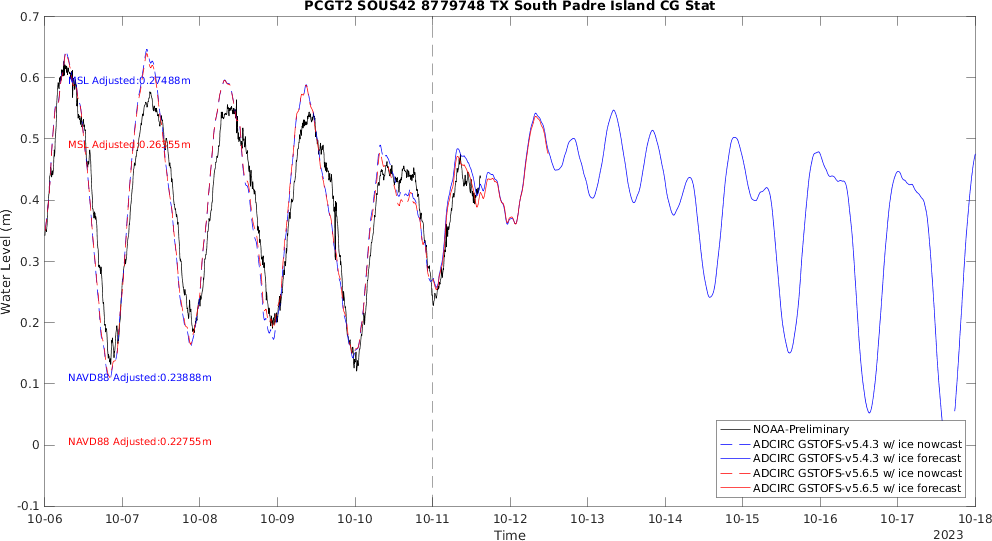 PCGT2 SOUS42 8779748 TX South Padre Island CG Stat
0.7
0.6
0.5
0.4
0.3
0.2
0.1
0
-0.1
Water Level (m)
MSL Adjusted:0.27488m
MSL Adjusted:0.26355m
NAVD88 Adjusted:0.23888m
NAVD88 Adjusted:0.22755m
NOAA-Preliminary
ADCIRC GSTOFS-v5.4.3 w/ ice nowcast
ADCIRC GSTOFS-v5.4.3 w/ ice forecast
ADCIRC GSTOFS-v5.6.5 w/ ice nowcast
ADCIRC GSTOFS-v5.6.5 w/ ice forecast
10-06 10-07 10-08 10-09 10-10 10-11 10-12 10-13 10-14 10-15 10-16 10-17 10-18
Time
2023